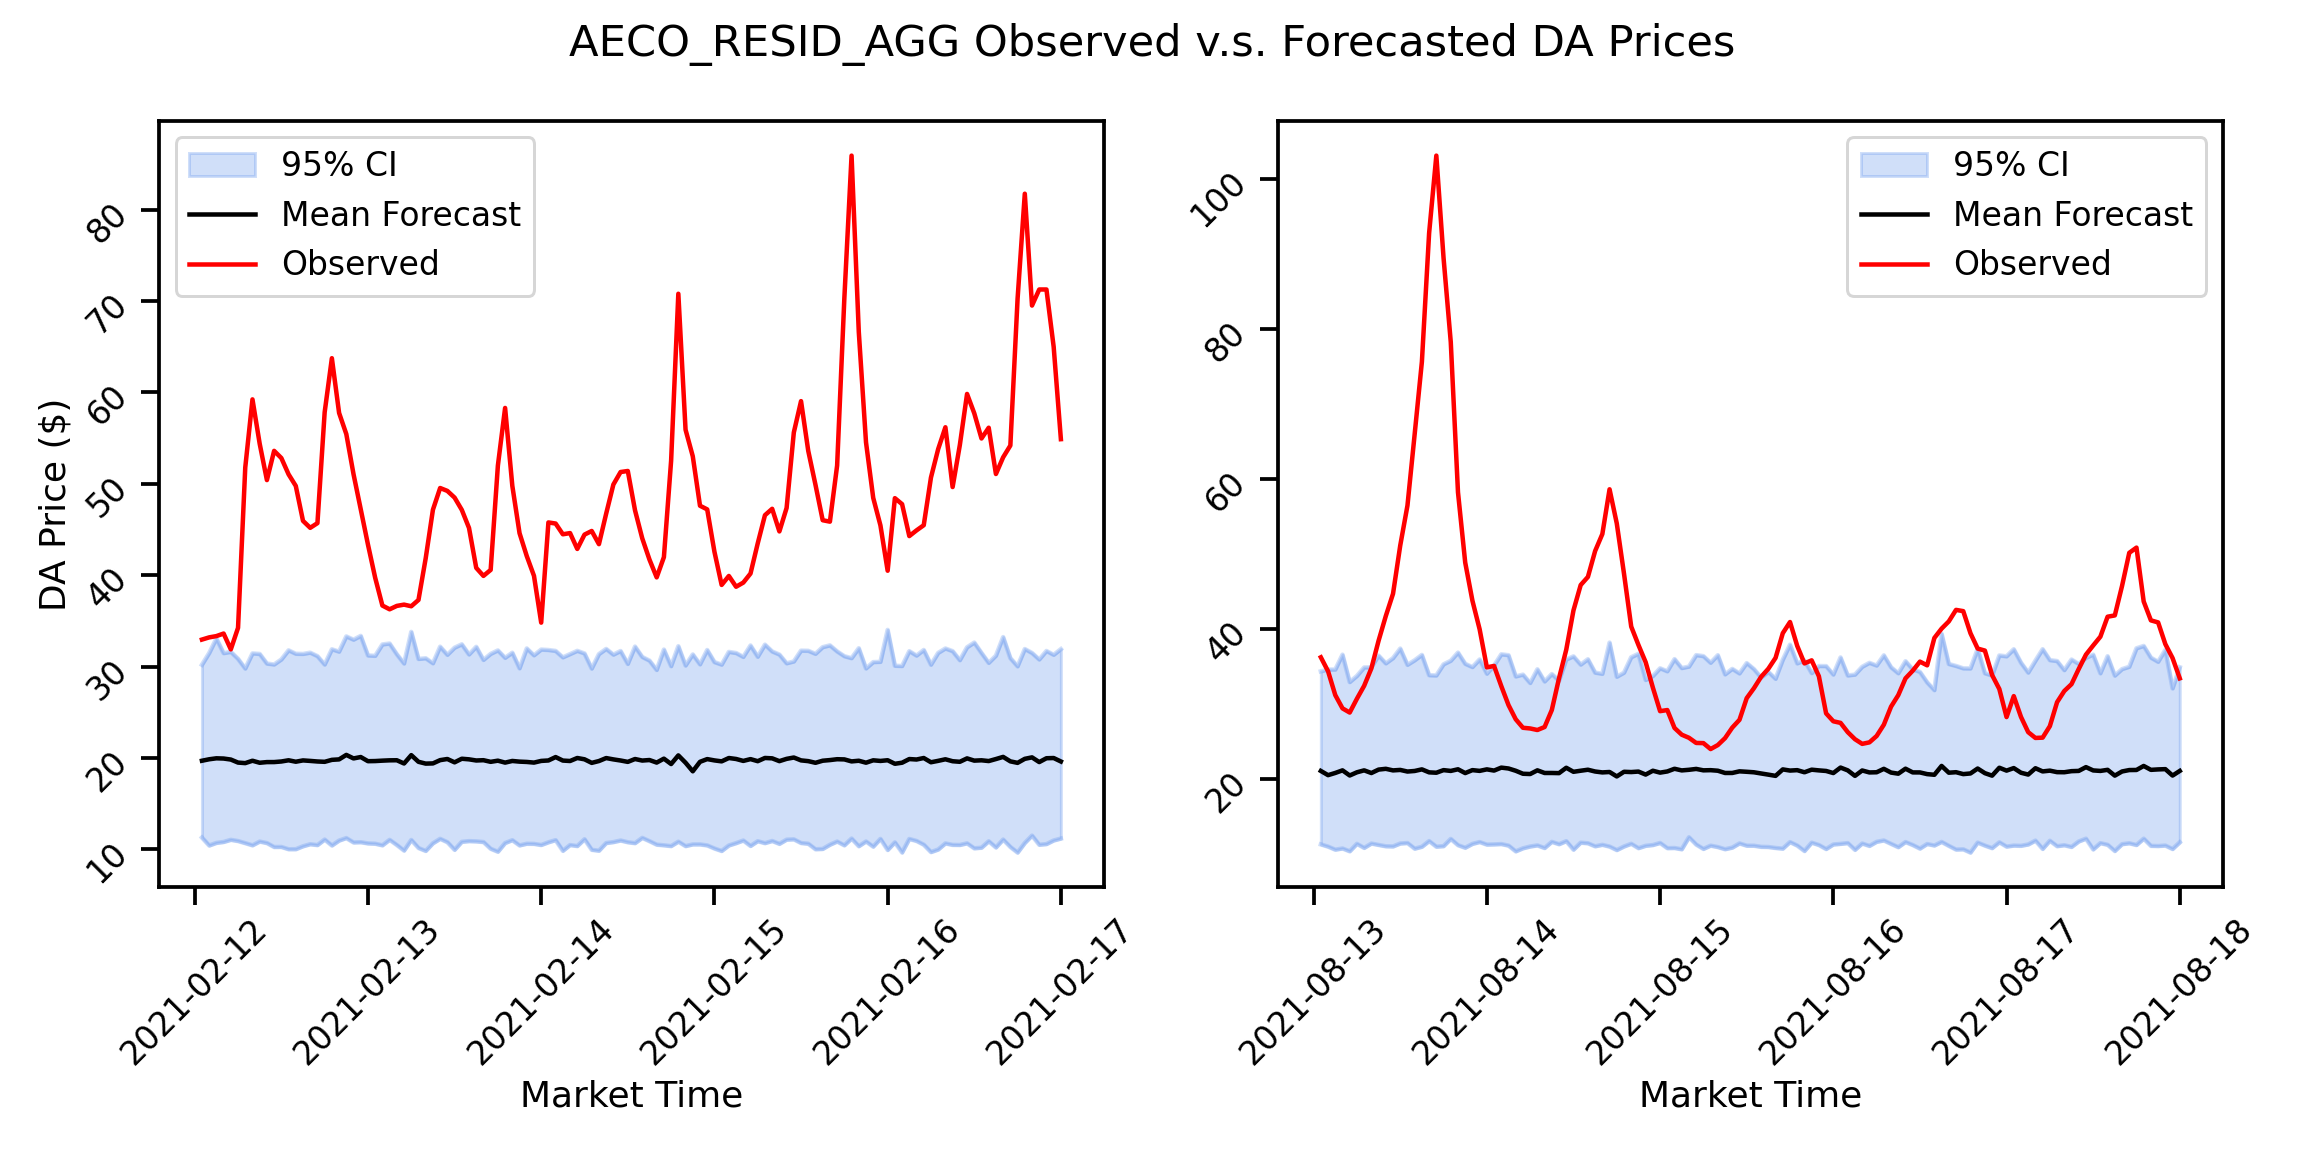 AECO_RESID_AGG Observed v.s. Forecasted DA Prices
95% CI
Mean Forecast
Observed
DA Price ($)
80
70
60
50
40
30
20
10
2021-02-12
2021-02-13
2021-02-14
2021-02-15
2021-02-16
2021-02-17
Market Time
95% CI
Mean Forecast
Observed
100
80
60
40
20
2021-08-13
2021-08-14
2021-08-15
2021-08-16
2021-08-17
2021-08-18
Market Time